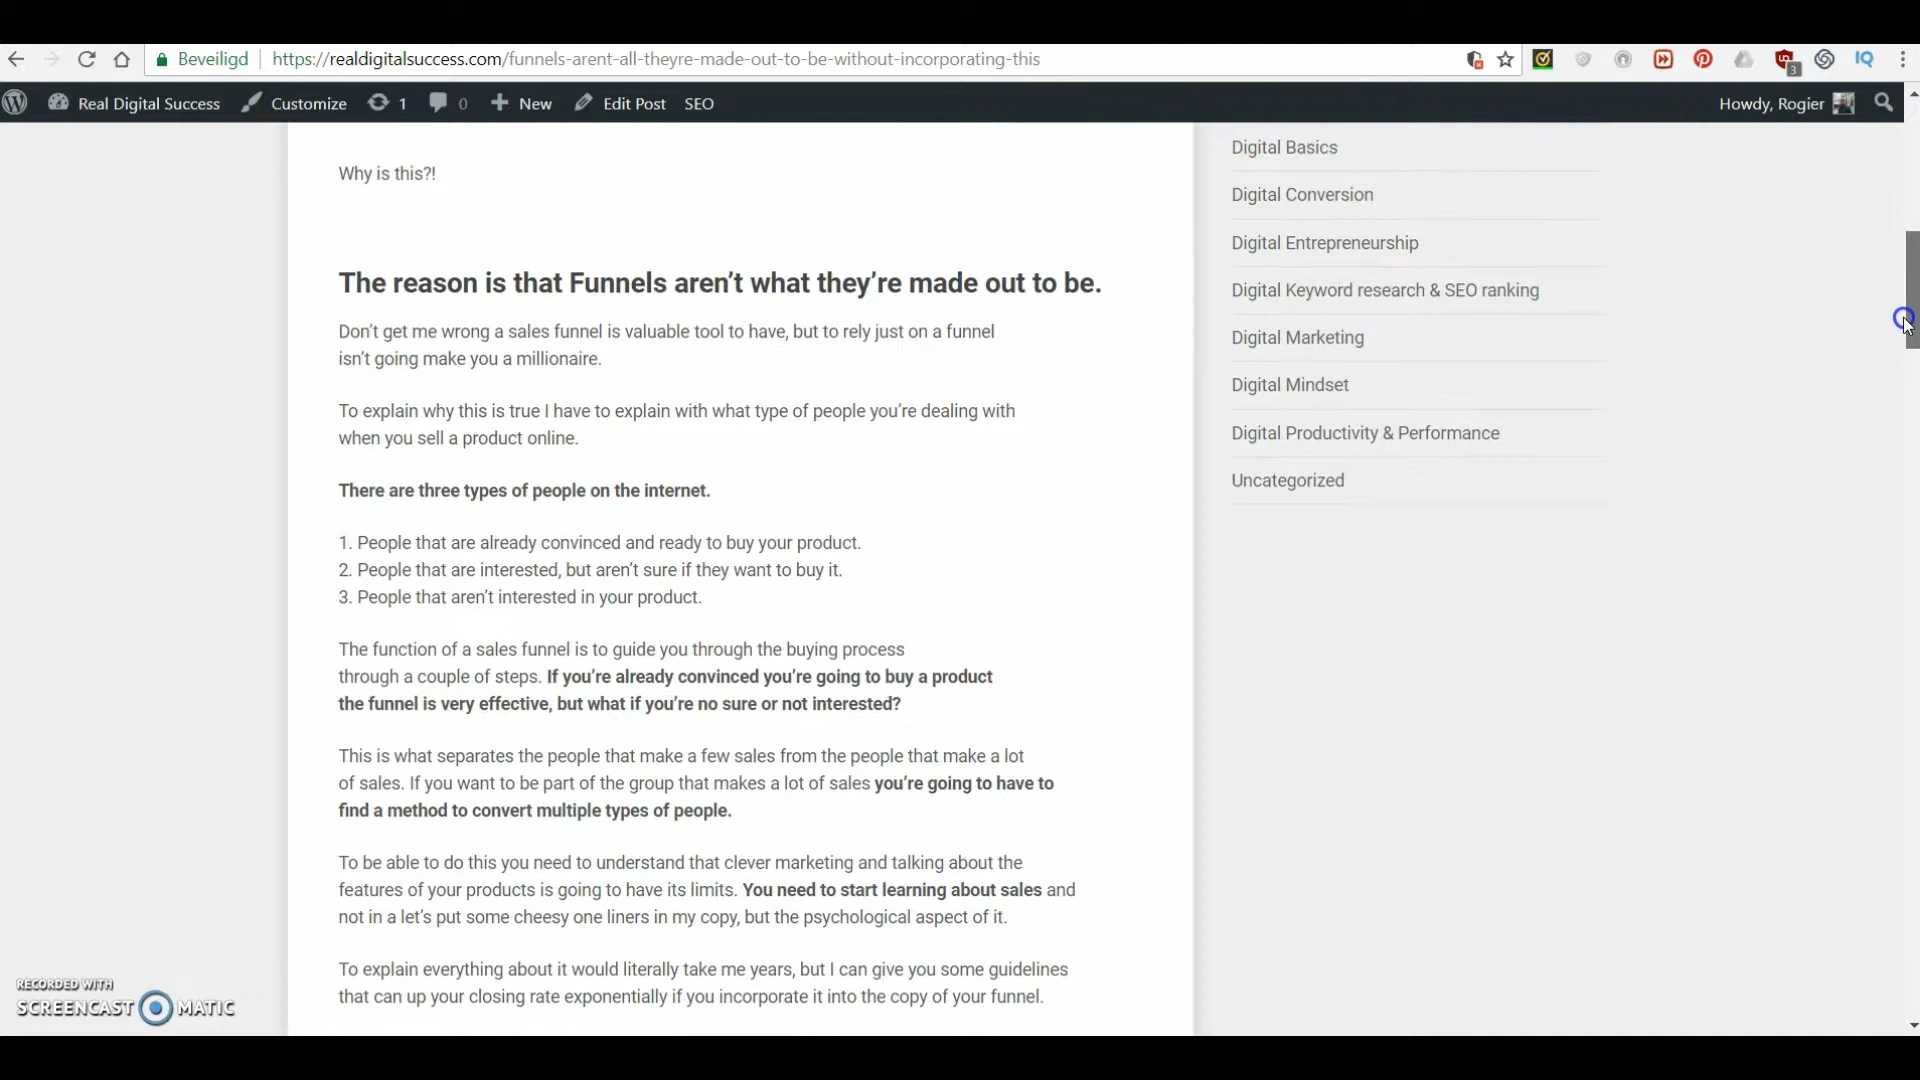 Beveiligd https://realdigitalsuccess.com/funnels-arent-all-theyre-made-out-to-be-without-incorporating-this
3
IQ
Real Digital Success Customize 1 0 New Edit Post SEO Howdy, Rogier
Why is this?!
The reason is that Funnels aren't what they're made out to be.
Don't get me wrong a sales funnel is valuable tool to have, but to rely just on a funnel
isn't going make you a millionaire.
To explain why this is true I have to explain with what type of people you're dealing with
when you sell a product online.
There are three types of people on the internet.
1. People that are already convinced and ready to buy your product.
2. People that are interested, but aren't sure if they want to buy it.
3. People that aren't interested in your product.
The function of a sales funnel is to guide you through the buying process
through a couple of steps. If you're already convinced you're going to buy a product
the funnel is very effective, but what if you're no sure or not interested?
This is what separates the people that make a few sales from the people that make a lot
of sales. If you want to be part of the group that makes a lot of sales you're going to have to
find a method to convert multiple types of people.
To be able to do this you need to understand that clever marketing and talking about the
features of your products is going to have its limits. You need to start learning about sales and
not in a let's put some cheesy one liners in my copy, but the psychological aspect of it.
To explain everything about it would literally take me years, but I can give you some guidelines
that can up your closing rate exponentially if you incorporate it into the copy of your funnel.
Digital Basics
Digital Conversion
Digital Entrepreneurship
Digital Keyword research & SEO ranking
Digital Marketing
Digital Mindset
Digital Productivity & Performance
Uncategorized
RECORDED WITH
SCREENCAST MATIC